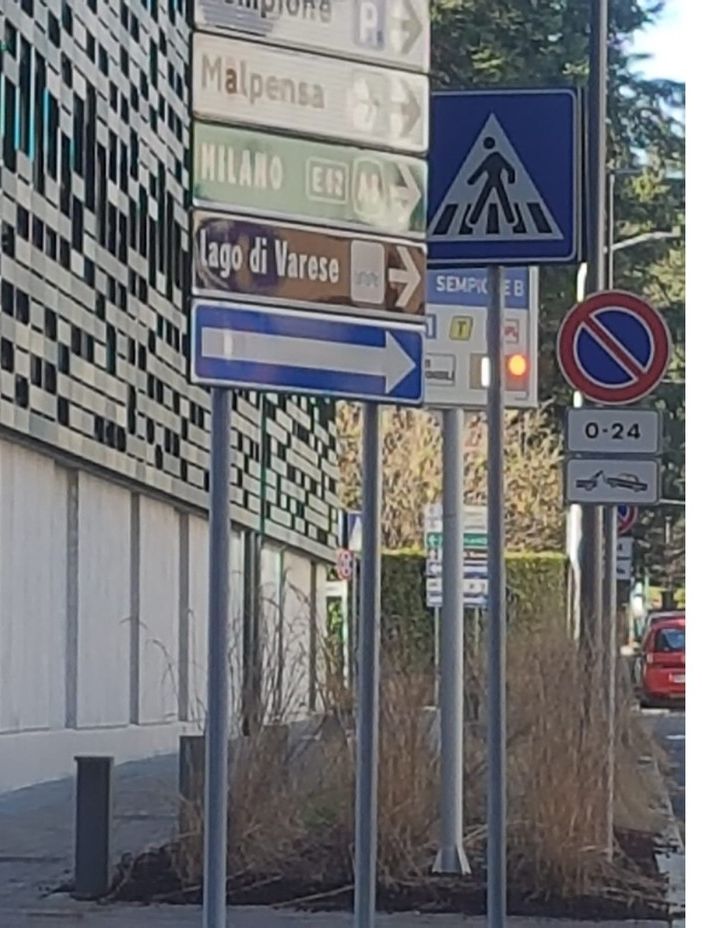 Sempione P
Malpensa
MILANO E62 A8
lago di Varese
SEMPIONE B
T
0-24